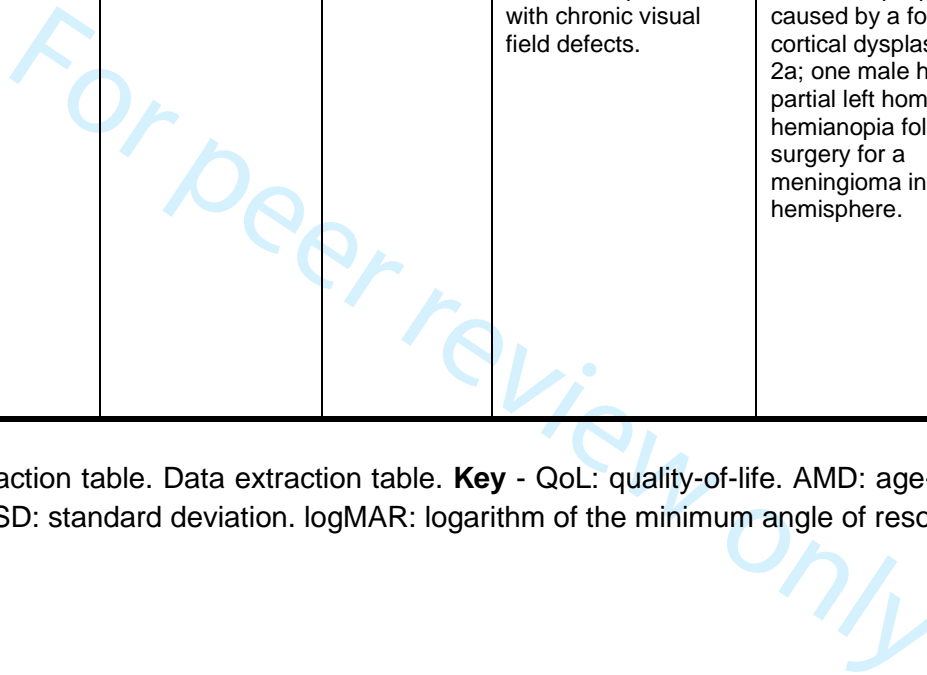 with chronic visual
field defects.
caused by a fo
cortical dysplas
2a; one male h
partial left hom
hemianopia fol
surgery for a
meningioma in
hemisphere.
action table. Data extraction table. Key - QoL: quality-of-life. AMD: age-
SD: standard deviation. logMAR: logarithm of the minimum angle of reso
For peer review only